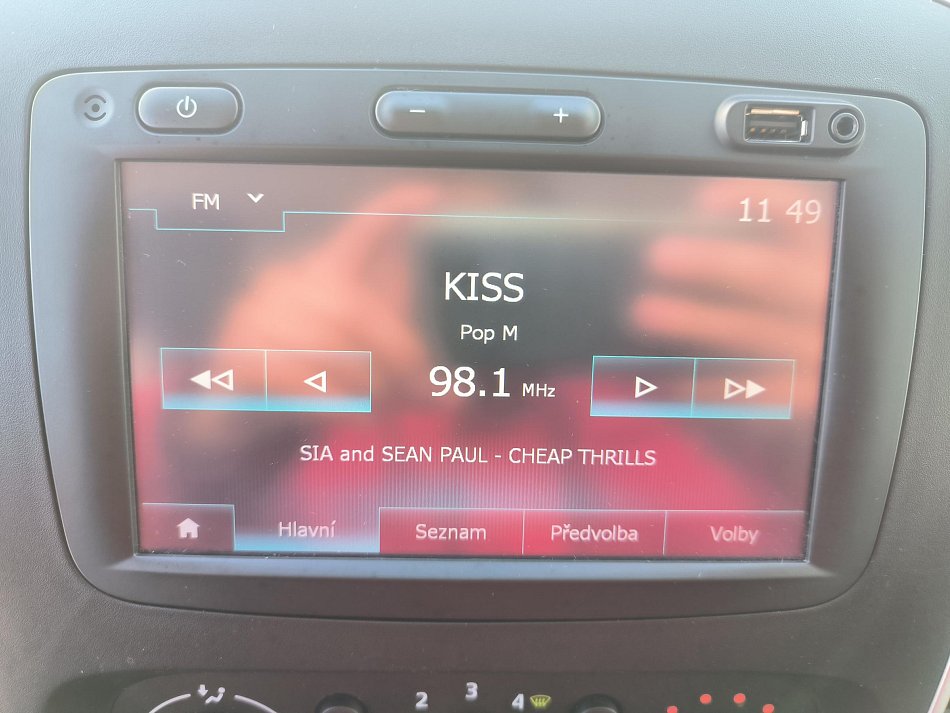 FM
11 49
KISS
Pop M
98.1 MHz
SIA and SEAN PAUL - CHEAP THRILLS
Hlavní
Seznam
Předvolba
Volby
2 3 4